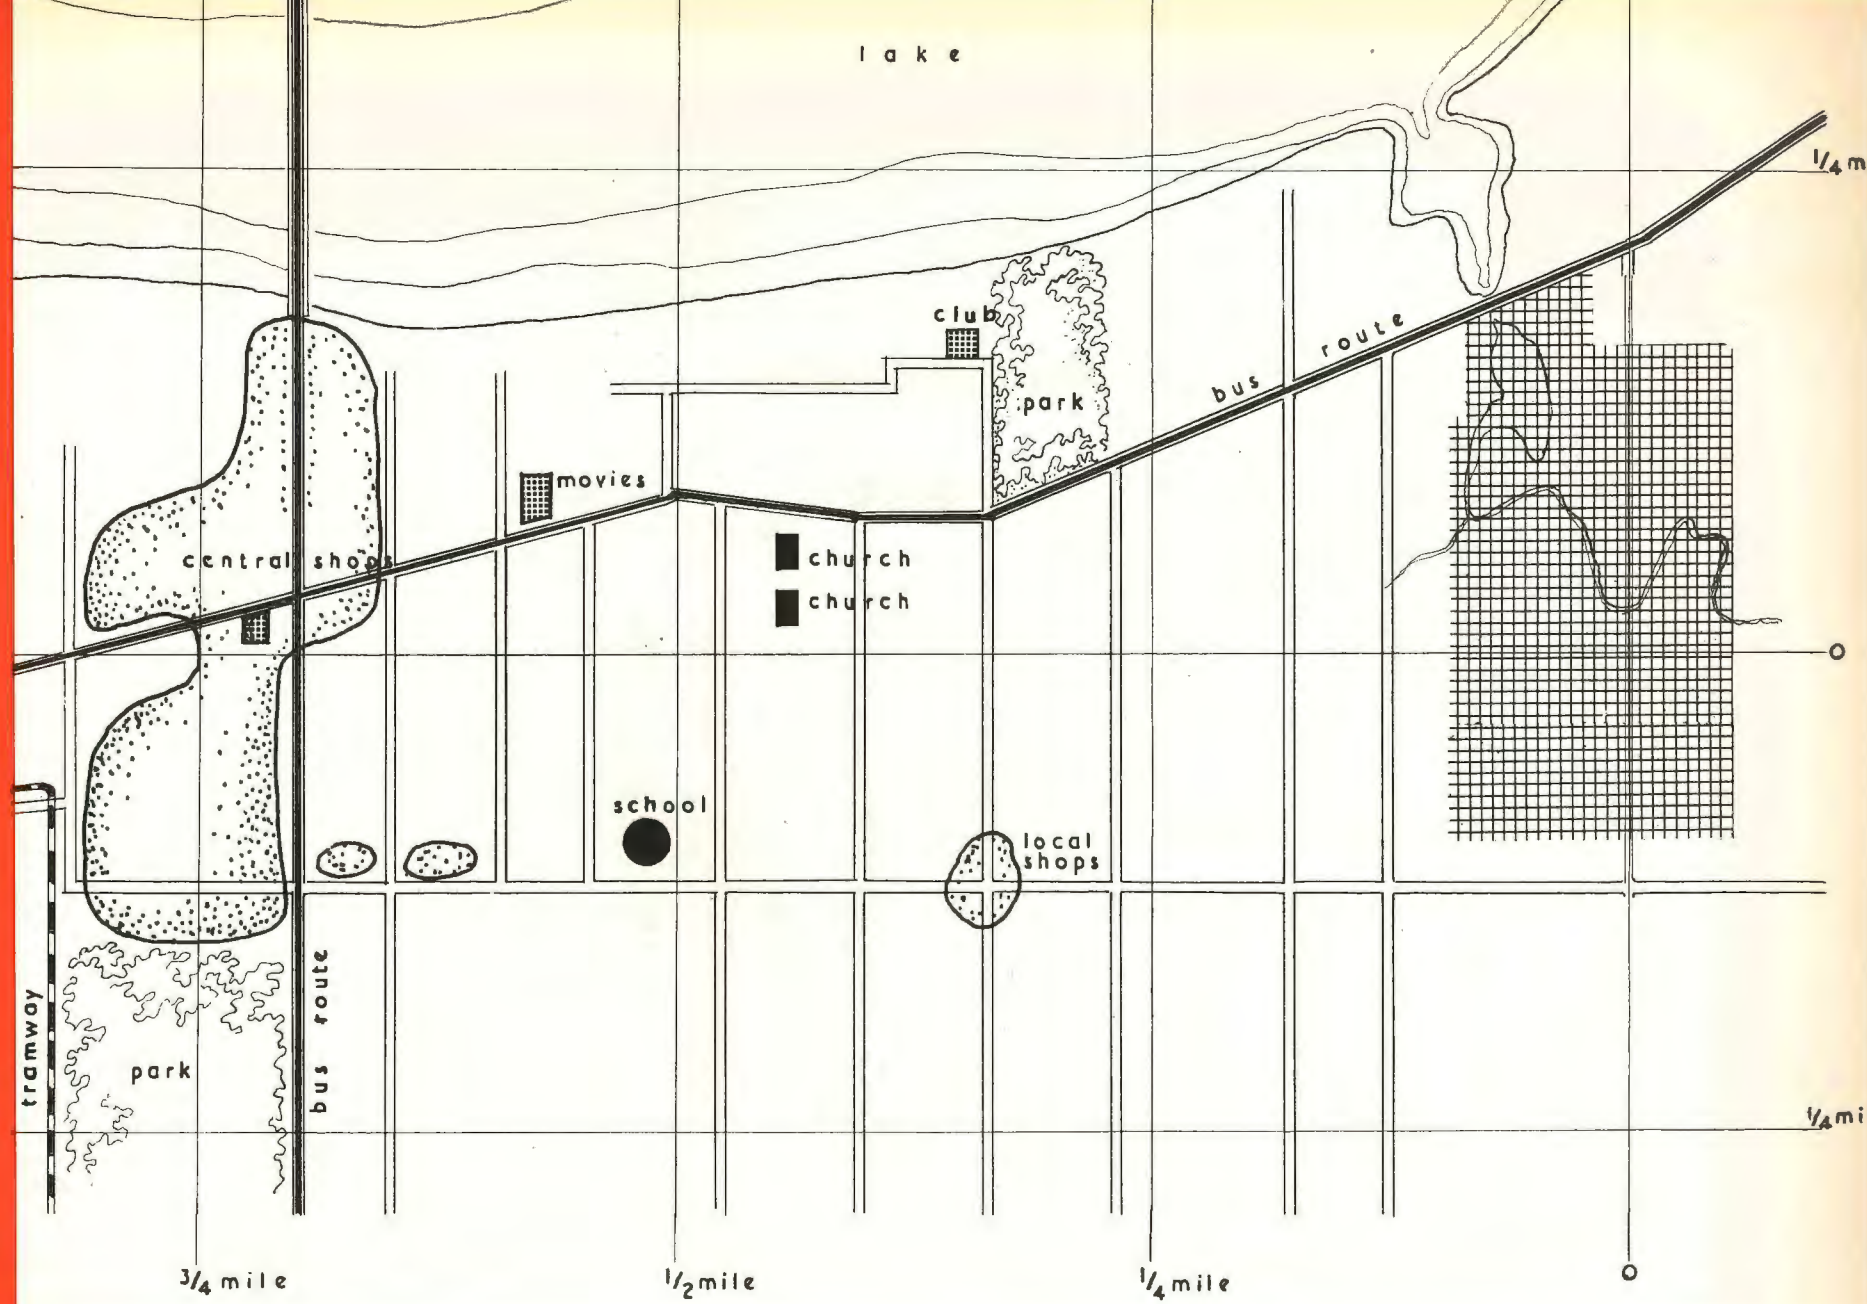 lake
1/4 m
club
bus route
park
movies
central shops
church
church
0
school
local
shops
tramway
park
bus route
1/4 mi
3/4 mile
1/2 mile
1/4 mile
0